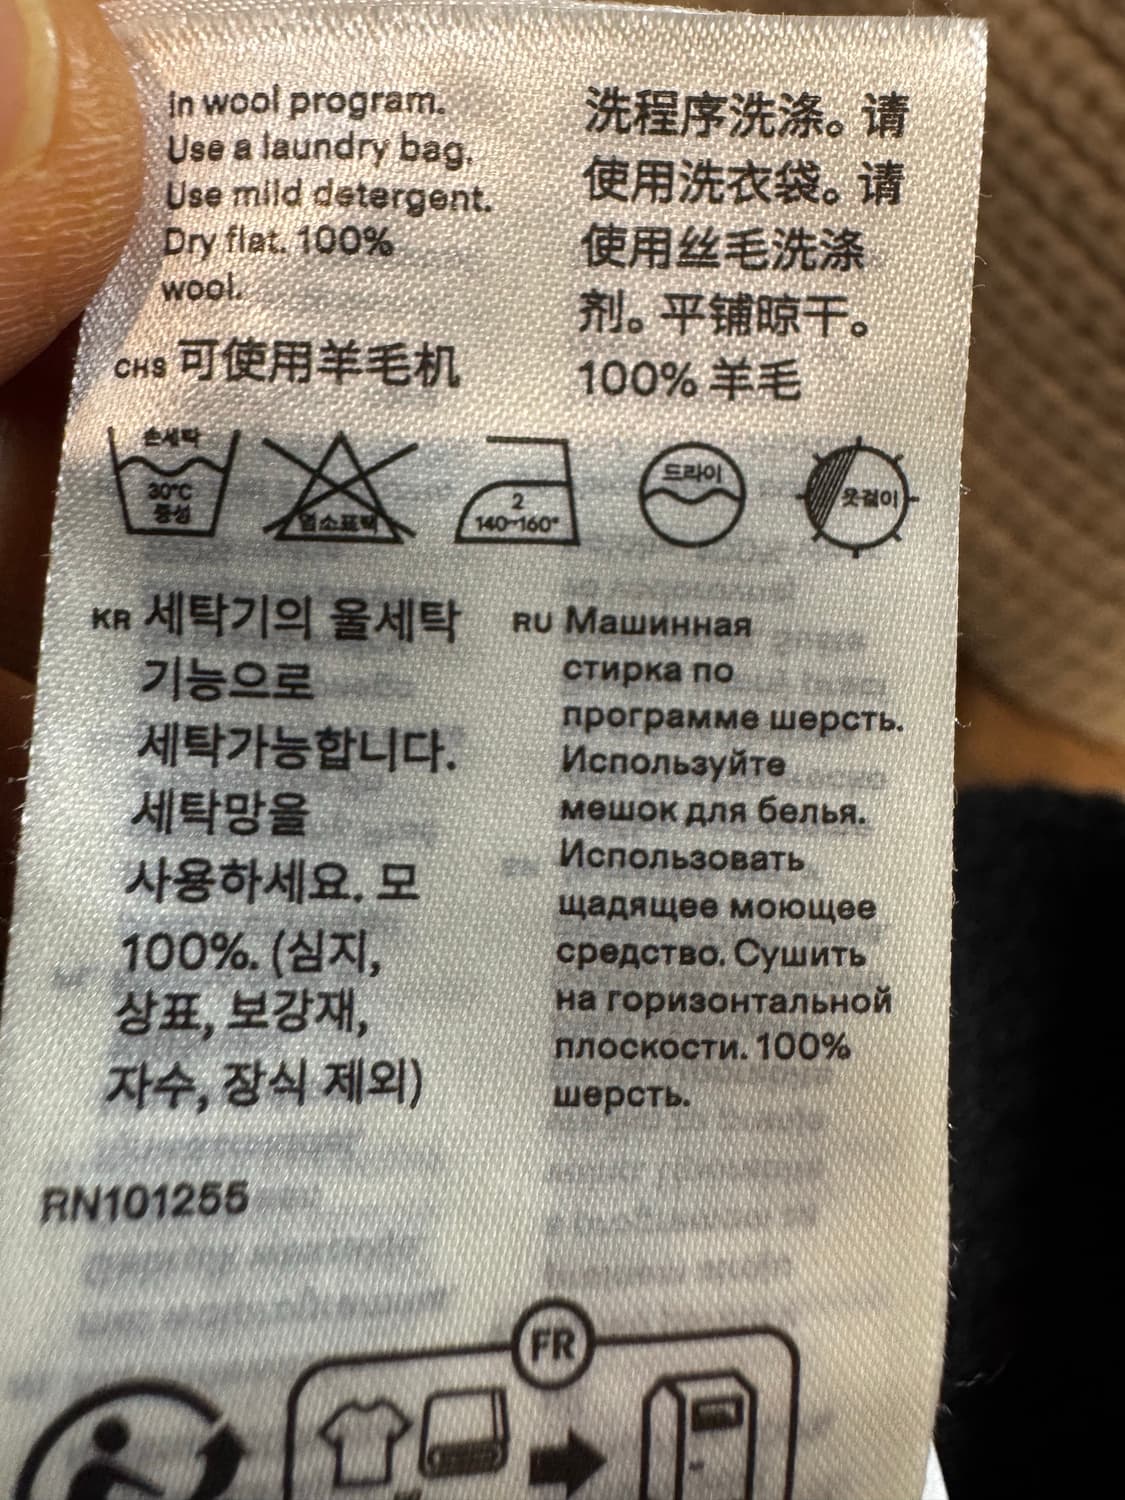 in wool program.
Use a laundry bag.
Use mild detergent.
Dry flat. 100%
wool.
CHS 可使用羊毛机
洗程序洗涤。请
使用洗衣袋。请
使用丝毛洗涤
剂。平铺晾干。
100% 羊毛
손세탁
30°C
중성
염소표백
2
140~160°
드라이
옷걸이
KR 세탁기의 울세탁
기능으로
세탁가능합니다.
세탁망을
사용하세요. 모
100%. (심지,
상표, 보강재,
자수, 장식 제외)
RU Машинная
стирка по
программе шерсть.
Используйте
мешок для белья.
Использовать
щадящее моющее
средство. Сушить
на горизонтальной
плоскости. 100%
шерсть.
RN101255
FR